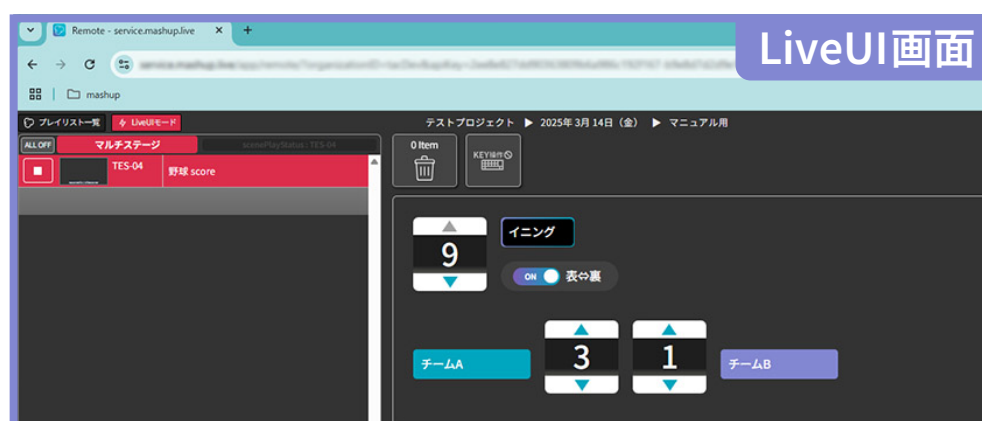 Remote - service.mashup.live
LiveUI画面
mashup
プレイリスト一覧
LiveUIモード
テストプロジェクト ▶ 2025年3月14日（金） ▶ マニュアル用
ALL OFF
マルチステージ
scenePlayStatus : TES-04
0 Item
KEY操作
TES-04
野球 score
9
イニング
ON
表⇔裏
チームA
3
1
チームB